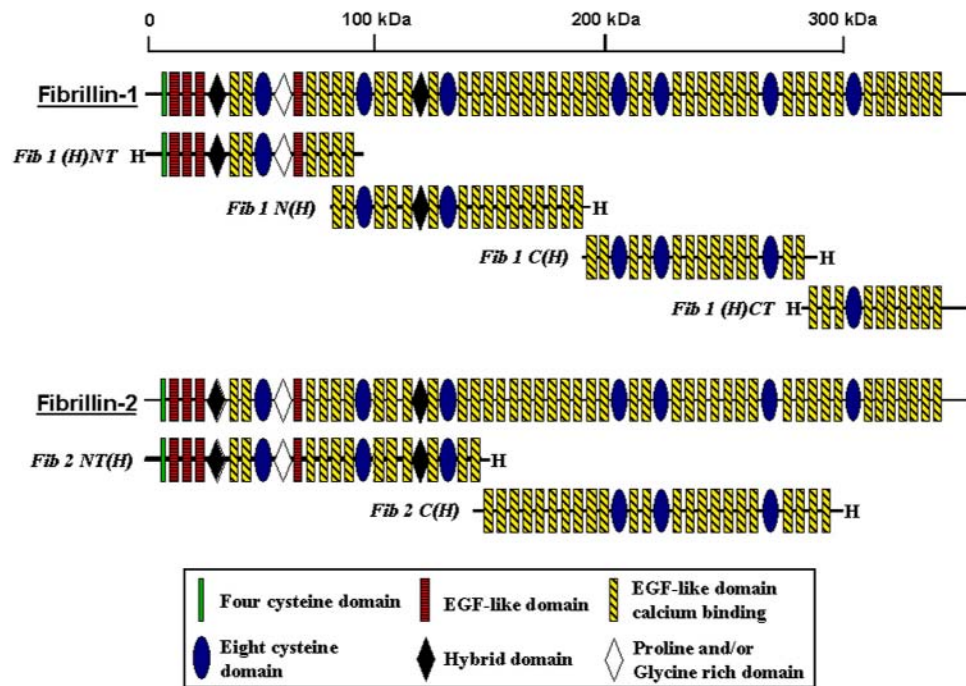 0 100 kDa 200 kDa 300 kDa
Fibrillin-1
Fib 1 (H)NT H
Fib 1 N(H) H
Fib 1 C(H) H
Fib 1 (H)CT H
Fibrillin-2
Fib 2 NT(H) H
Fib 2 C(H) H
Four cysteine domain
EGF-like domain
EGF-like domain
calcium binding
Eight cysteine
domain
Hybrid domain
Proline and/or
Glycine rich domain